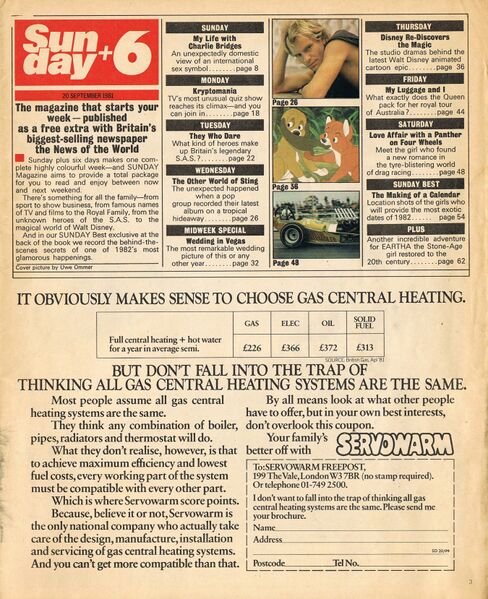 Sun
day +6
20 SEPTEMBER 1981
The magazine that starts your
week—published
as a free extra with Britain's
biggest-selling newspaper
the News of the World
Sunday plus six days makes one com-
plete highly colourful week—and SUNDAY
Magazine aims to provide a total package
for you to read and enjoy between now
and next weekend.
There's something for all the family—from
sport to show business, from famous names
of TV and films to the Royal Family, from the
unknown heroes of the S.A.S. to the
magical world of Walt Disney.
And in our SUNDAY Best exclusive at the
back of the book we record the behind-the-
scenes secrets of one of 1982's most
glamorous happenings.
Cover picture by Uwe Ommer
SUNDAY
My Life with
Charlie Bridges
An unexpectedly domestic
view of an international
sex symbol.......page 8
MONDAY
Kryptomania
TV's most unusual quiz show
reaches its climax—and you
can join in........page 18
TUESDAY
They Who Dare
What kind of heroes make
up Britain's legendary
S.A.S.?...........page 22
WEDNESDAY
The Other World of Sting
The unexpected happened
when a pop
group recorded their latest
album on a tropical
hideaway.........page 26
MIDWEEK SPECIAL
Wedding in Vegas
The most remarkable wedding
picture of this or any
other year........page 32
Page 26
Page 36
Page 48
THURSDAY
Disney Re-Discovers
the Magic
The studio dramas behind the
latest Walt Disney animated
cartoon epic........page 36
FRIDAY
My Luggage and I
What exactly does the Queen
pack for her royal tour
of Australia?........page 44
SATURDAY
Love Affair with a Panther
on Four Wheels
Meet the girl who found
a new romance in
the tyre-blistering world
of drag racing......page 48
SUNDAY BEST
The Making of a Calendar
Location shots of the girls who
will provide the most exotic
dates of 1982......page 54
PLUS
Another incredible adventure
for EARTHA the Stone-Age
girl restored to the
20th century........page 62
IT OBVIOUSLY MAKES SENSE TO CHOOSE GAS CENTRAL HEATING.
GAS ELEC OIL SOLID FUEL
Full central heating + hot water
for a year in average semi. £226 £366 £372 £313
SOURCE: British Gas, Apr '81
BUT DON'T FALL INTO THE TRAP OF
THINKING ALL GAS CENTRAL HEATING SYSTEMS ARE THE SAME.
Most people assume all gas central
heating systems are the same.
They think any combination of boiler,
pipes, radiators and thermostat will do.
What they don't realise, however, is that
to achieve maximum efficiency and lowest
fuel costs, every working part of the system
must be compatible with every other part.
Which is where Servowarm score points.
Because, believe it or not, Servowarm is
the only national company who actually take
care of the design, manufacture, installation
and servicing of gas central heating systems.
And you can't get more compatible than that.
By all means look at what other people
have to offer, but in your own best interests,
don't overlook this coupon.
Your family's
better off with SERVOWARM
To: SERVOWARM FREEPOST,
199 The Vale, London W3 7BR (no stamp required).
Or telephone 01-749 2500.
I don't want to fall into the trap of thinking all gas
central heating systems are the same. Please send me
your brochure.
Name
Address
SD 20/09
Postcode Tel No.
3